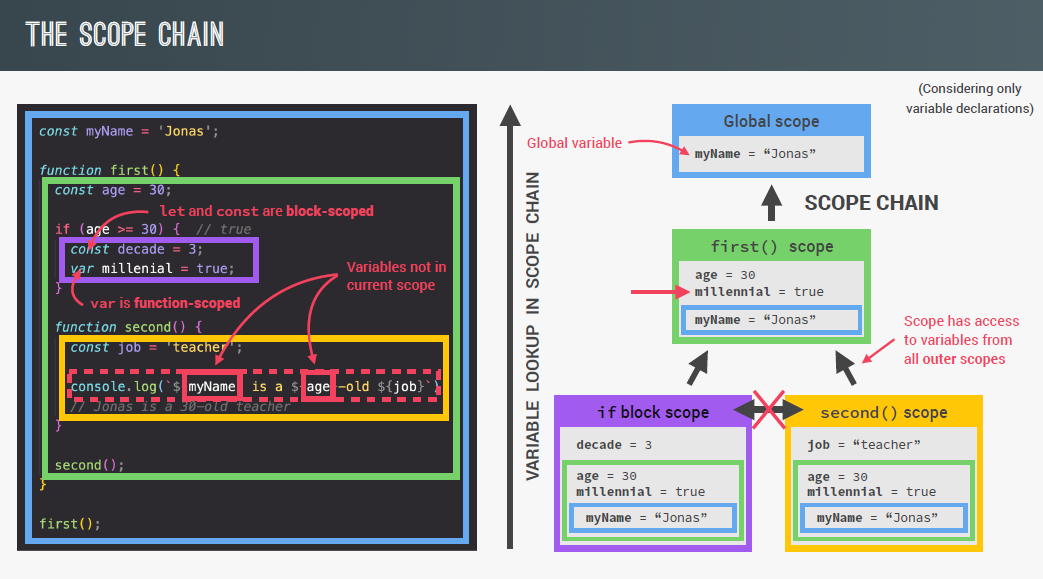 THE SCOPE CHAIN
const myName = 'Jonas';
function first() {
const age = 30;
let and const are block-scoped
if (age >= 30) { // true
const decade = 3;
var millenial = true;
}
var is function-scoped
Variables not in
current scope
function second() {
const job = 'teacher';
console.log(`$ myName is a $ age-old ${job}`)
// Jonas is a 30-old teacher
}
second();
}
first();
VARIABLE LOOKUP IN SCOPE CHAIN
(Considering only
variable declarations)
Global variable
Global scope
myName = “Jonas”
SCOPE CHAIN
first() scope
age = 30
millennial = true
myName = “Jonas”
Scope has access
to variables from
all outer scopes
if block scope
decade = 3
age = 30
millennial = true
myName = “Jonas”
second() scope
job = “teacher”
age = 30
millennial = true
myName = “Jonas”